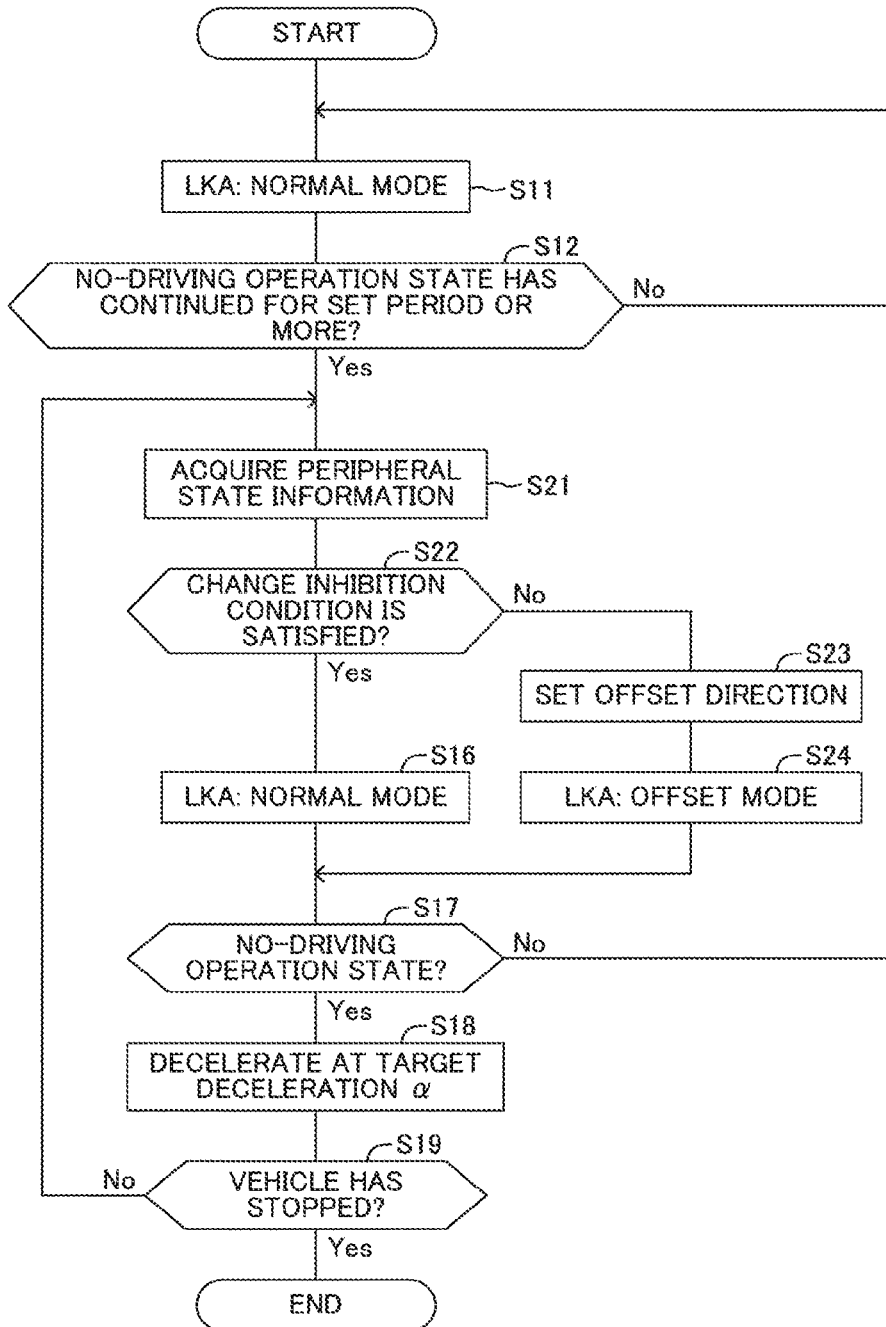 START
LKA: NORMAL MODE
S11
S12
NO-DRIVING OPERATION STATE HAS
CONTINUED FOR SET PERIOD OR
MORE?
No
Yes
ACQUIRE PERIPHERAL
STATE INFORMATION
S21
S22
CHANGE INHIBITION
CONDITION IS
SATISFIED?
No
Yes
S23
SET OFFSET DIRECTION
S16
LKA: NORMAL MODE
S24
LKA: OFFSET MODE
S17
NO-DRIVING
OPERATION STATE?
No
Yes
S18
DECELERATE AT TARGET
DECELERATION α
S19
VEHICLE HAS
STOPPED?
No
Yes
END